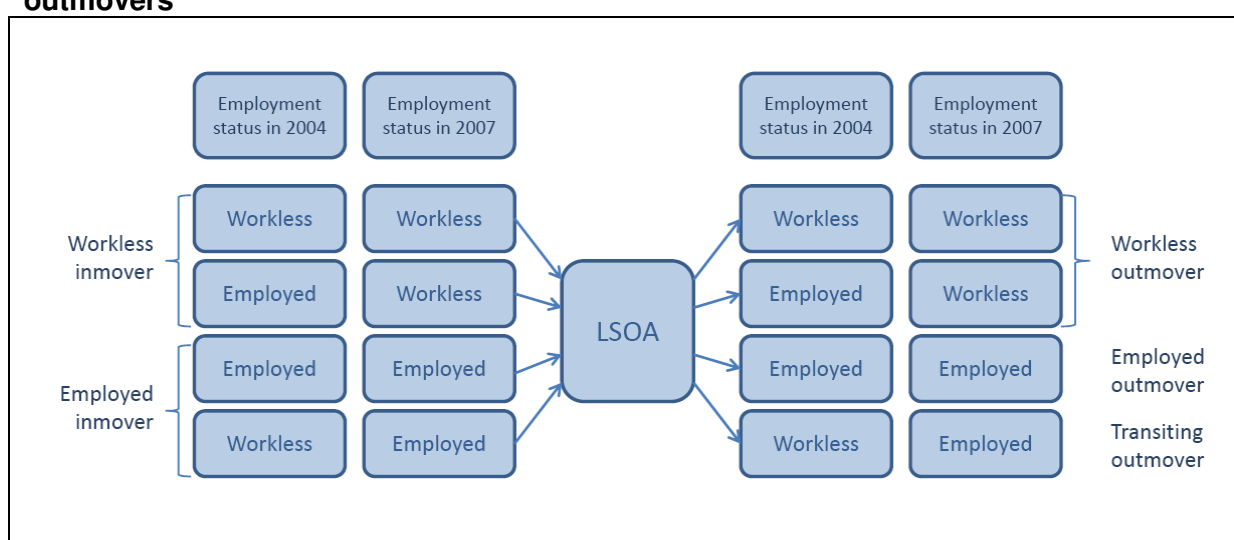 outmovers
Employment
status in 2004
Employment
status in 2007
Employment
status in 2004
Employment
status in 2007
Workless
inmover
Workless
Workless
Employed
Workless
Employed
inmover
Employed
Employed
Workless
Employed
LSOA
Workless
Workless
Employed
Workless
Workless
outmover
Employed
Employed
Employed
outmover
Workless
Employed
Transiting
outmover